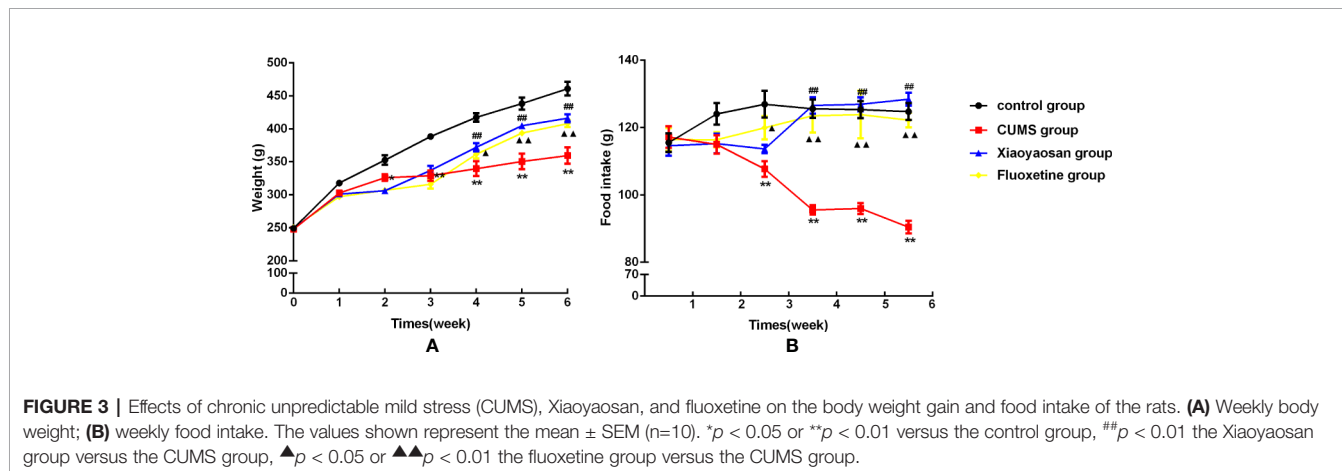 500
450
400
350
300
250
200
100
0
Weight (g)
0 1 2 3 4 5 6
Times(week)
A
* ** ** ** **
## ## ##
▲ ▲▲ ▲▲
140
120
100
80
70
0
Food intake (g)
1 2 3 4 5 6
Times(week)
B
## ## ##
▲ ▲▲ ▲▲ ▲▲
** ** ** **
control group
CUMS group
Xiaoyaosan group
Fluoxetine group
FIGURE 3 | Effects of chronic unpredictable mild stress (CUMS), Xiaoyaosan, and fluoxetine on the body weight gain and food intake of the rats. (A) Weekly body
weight; (B) weekly food intake. The values shown represent the mean ± SEM (n=10). *p < 0.05 or **p < 0.01 versus the control group, ##p < 0.01 the Xiaoyaosan
group versus the CUMS group, ▲p < 0.05 or ▲▲p < 0.01 the fluoxetine group versus the CUMS group.